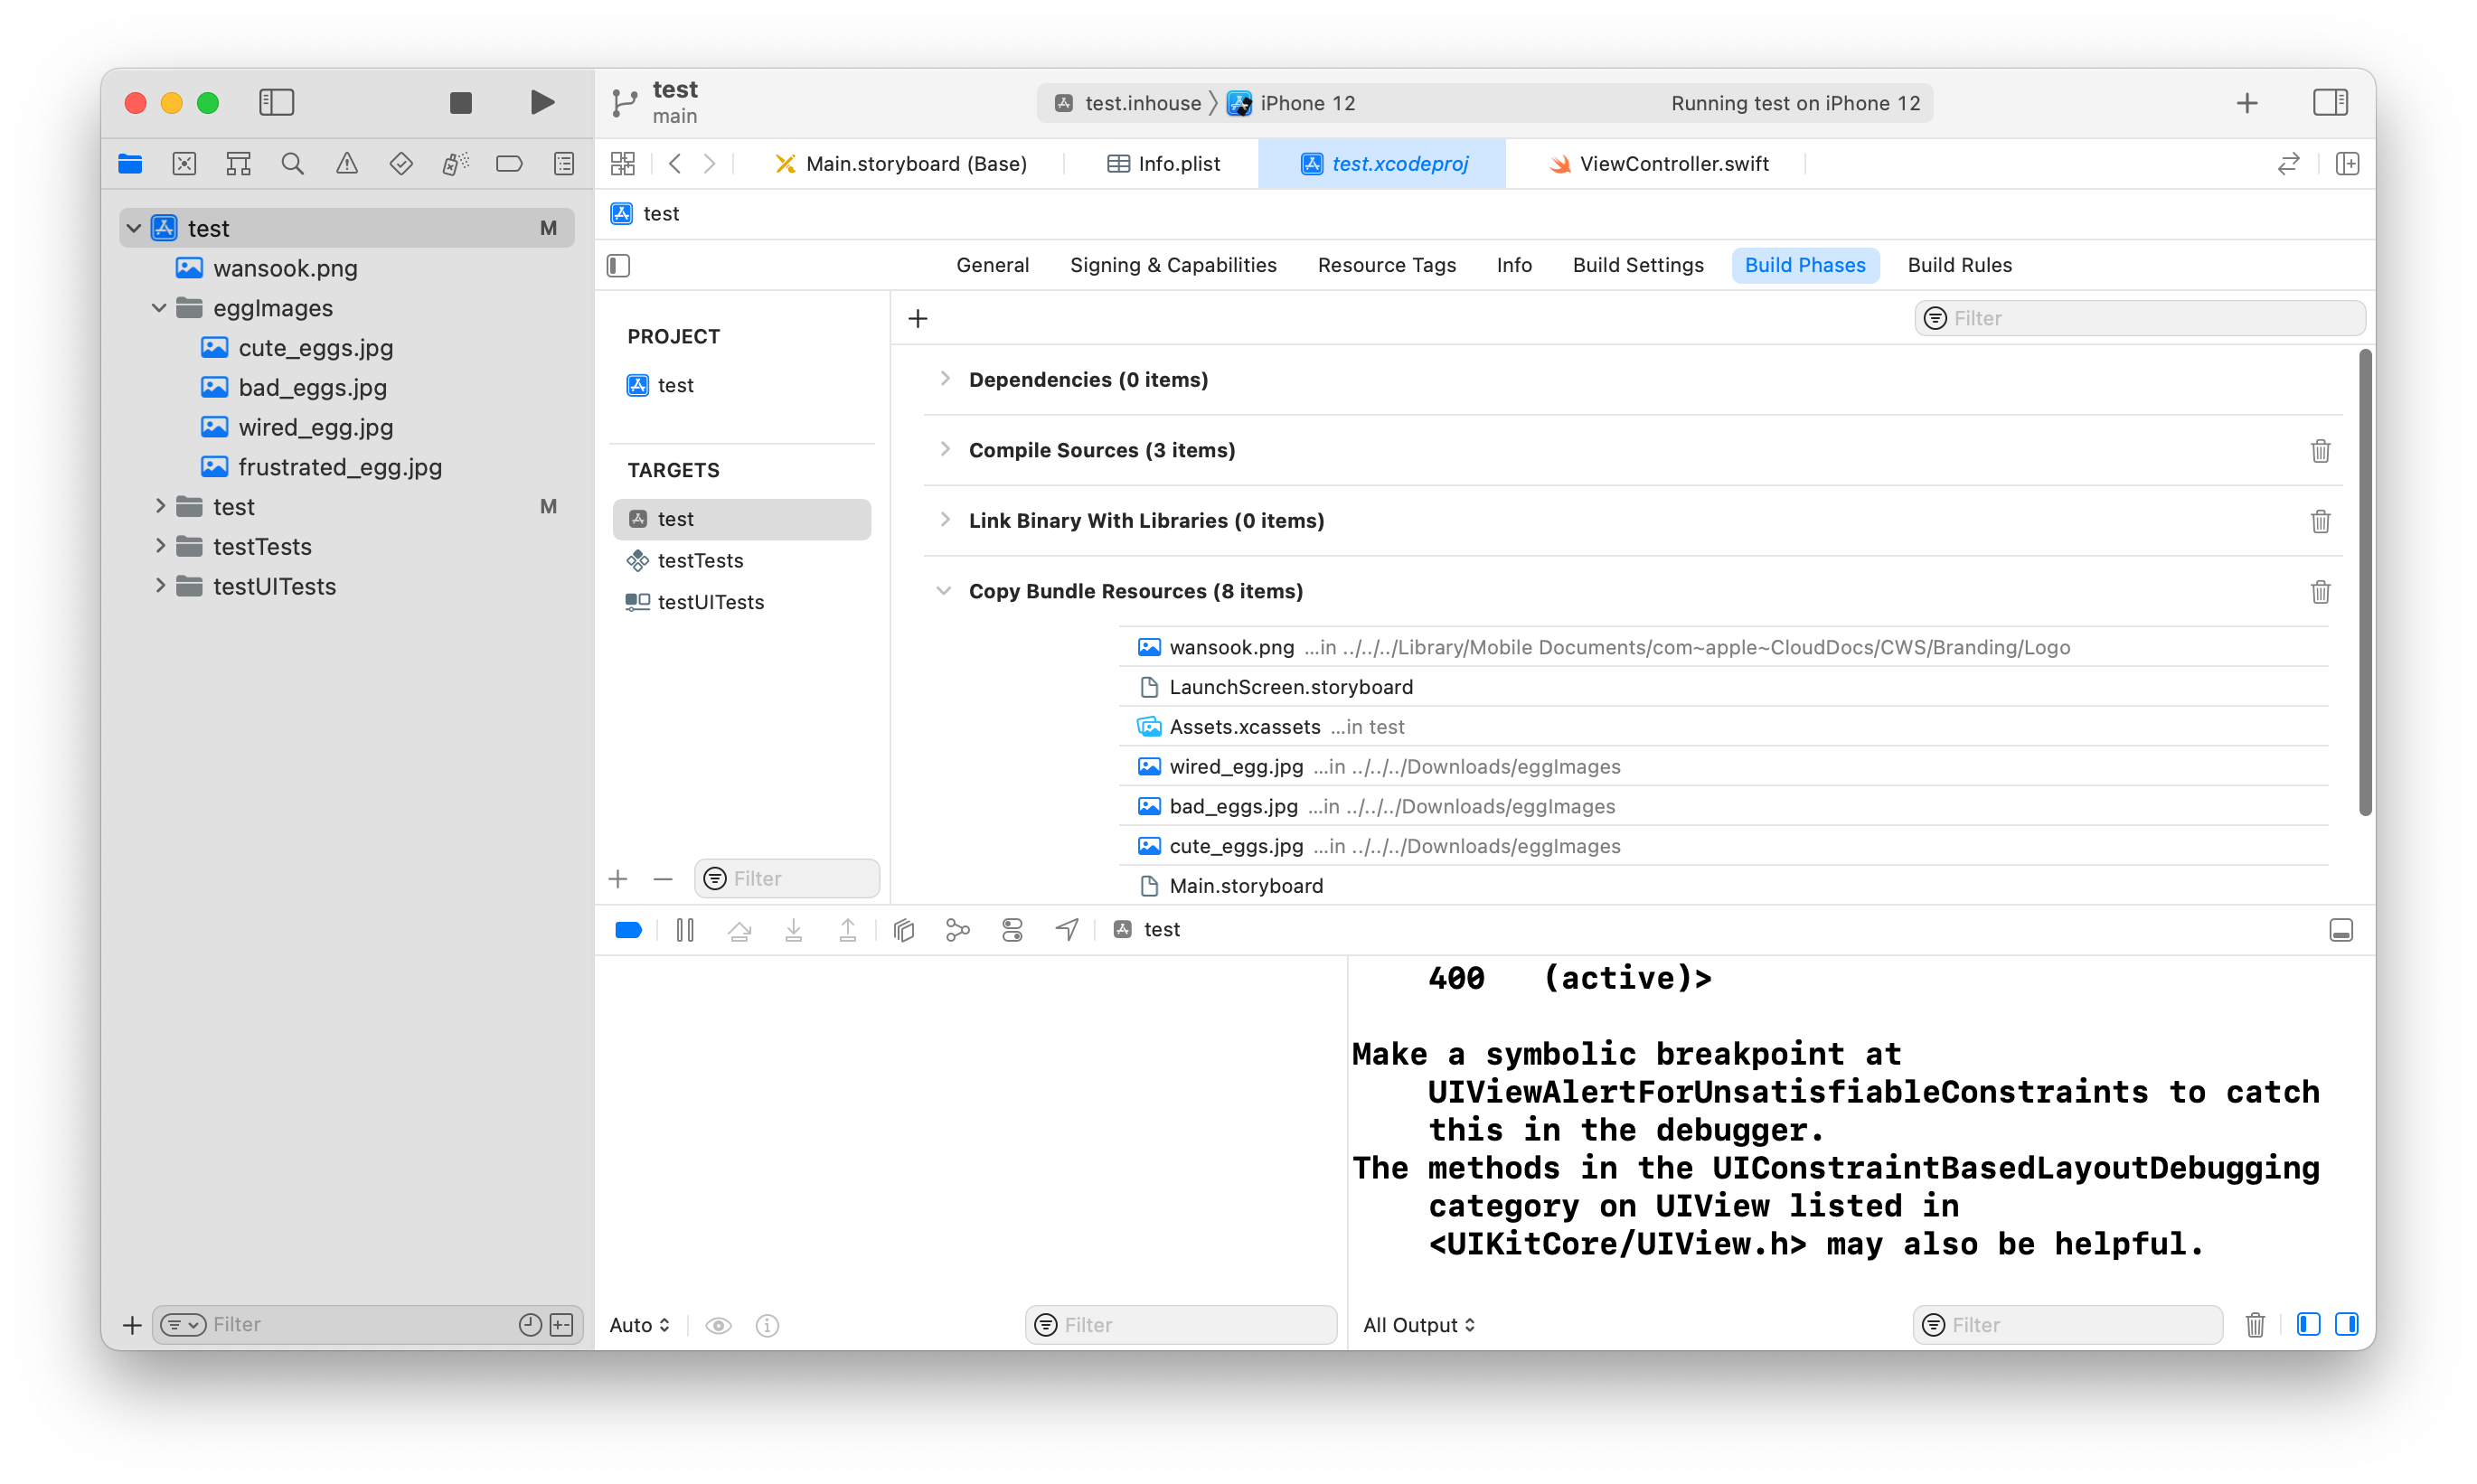 test
main
test.inhouse
iPhone 12
Running test on iPhone 12
Main.storyboard (Base)
Info.plist
test.xcodeproj
ViewController.swift
test M
wansook.png
eggImages
cute_eggs.jpg
bad_eggs.jpg
wired_egg.jpg
frustrated_egg.jpg
test M
testTests
testUITests
Filter
test
General
Signing & Capabilities
Resource Tags
Info
Build Settings
Build Phases
Build Rules
PROJECT
test
TARGETS
test
testTests
testUITests
Filter
Filter
Dependencies (0 items)
Compile Sources (3 items)
Link Binary With Libraries (0 items)
Copy Bundle Resources (8 items)
wansook.png ...in ../../../Library/Mobile Documents/com~apple~CloudDocs/CWS/Branding/Logo
LaunchScreen.storyboard
Assets.xcassets ...in test
wired_egg.jpg ...in ../../../Downloads/eggImages
bad_eggs.jpg ...in ../../../Downloads/eggImages
cute_eggs.jpg ...in ../../../Downloads/eggImages
Main.storyboard
test
400 (active)>
Make a symbolic breakpoint at
UIViewAlertForUnsatisfiableConstraints to catch
this in the debugger.
The methods in the UIConstraintBasedLayoutDebugging
category on UIView listed in
<UIKitCore/UIView.h> may also be helpful.
Auto
Filter
All Output
Filter